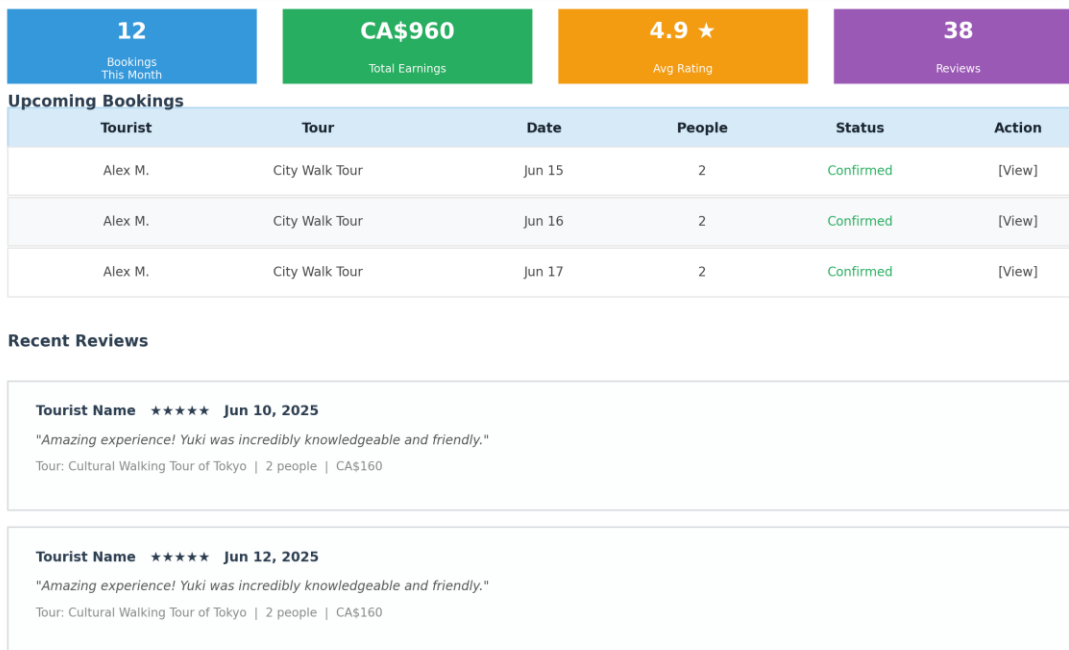 12
Bookings
This Month
CA$960
Total Earnings
4.9 ★
Avg Rating
38
Reviews
Upcoming Bookings
Tourist Tour Date People Status Action
Alex M. City Walk Tour Jun 15 2 Confirmed [View]
Alex M. City Walk Tour Jun 16 2 Confirmed [View]
Alex M. City Walk Tour Jun 17 2 Confirmed [View]
Recent Reviews
Tourist Name ★★★★★ Jun 10, 2025
"Amazing experience! Yuki was incredibly knowledgeable and friendly."
Tour: Cultural Walking Tour of Tokyo | 2 people | CA$160
Tourist Name ★★★★★ Jun 12, 2025
"Amazing experience! Yuki was incredibly knowledgeable and friendly."
Tour: Cultural Walking Tour of Tokyo | 2 people | CA$160